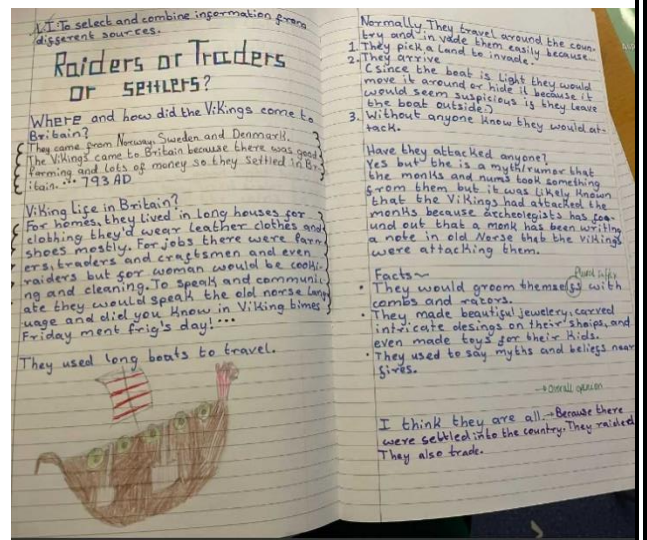 L.I. To select and combine information from
different sources.
Raiders or Traders
or settlers?
Where and how did the Vikings come to
Britain?
They came from Norway, Sweden and Denmark.
The Vikings came to Britain because there was good
farming and lots of money so they settled in Br-
itain. ... 793 AD
Viking life in Britain?
For homes, they lived in long houses for
clobhing they'd wear leather clothes and
shoes mostly. For jobs there were farm
ers, traders and craftsmen and even
raiders but for woman would be cooki-
ng and cleaning. To speak and communi
ate they would speak the old norse lang
uage and did you know in Viking times
Friday ment frig's day! ...
They used long boats to travel.
Normally They travel around the coun-
try and in vade them easily because
1. They pick a land to invade.
2. They arrive
(since the boat is light they would
move it around or hide it because it
would seem suspicious if they leave
the boat outside.)
3. Without anyone know they would at-
tack.
Have they attacked anyone?
Yes but the is a myth/rumor that
the monks and nuns took something
from them but it was likely known
that the Vikings had attacked the
monks because archeologists has foo-
und out that a monk has been writing
a note in old Norse that the Vikings
were attacking them.
Facts~
• They would groom themselfs with
combs and razors.
• They made beautiful jewelery, carved
intricate desings on their ships, and
even made toys for their kids.
• They used to say myths and beliefs near
fires.
→ Overall opinion
I think they are all. → Because there
were settled into the country. They raided
They also trade.